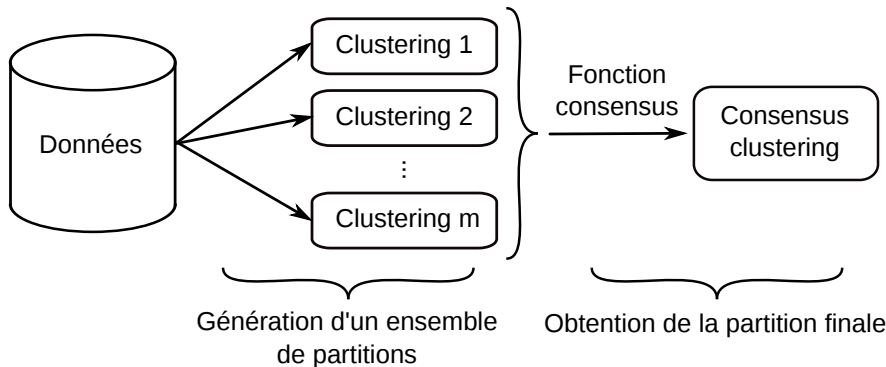 Données
Clustering 1
Clustering 2
...
Clustering m
Fonction
consensus
Consensus
clustering
Génération d'un ensemble
de partitions
Obtention de la partition finale